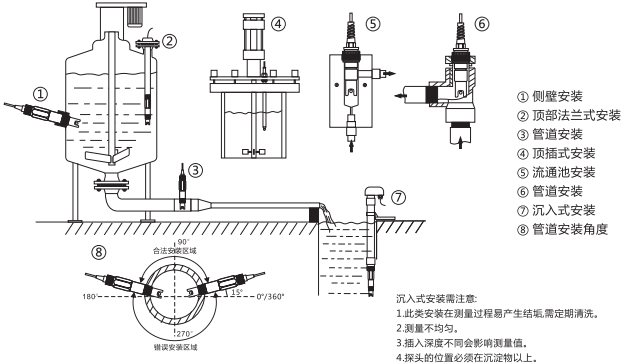 ①
②
③
④
⑤
⑥
⑦
⑧
① 侧壁安装
② 顶部法兰式安装
③ 管道安装
④ 顶插式安装
⑤ 流通池安装
⑥ 管道安装
⑦ 沉入式安装
⑧ 管道安装角度
90°
合法安装区域
180°
15°
0°/360°
270°
错误安装区域
沉入式安装需注意:
1.此类安装在测量过程易产生结垢,需定期清洗。
2.测量不均匀。
3.插入深度不同会影响测量值。
4.探头的位置必须在沉淀物以上。